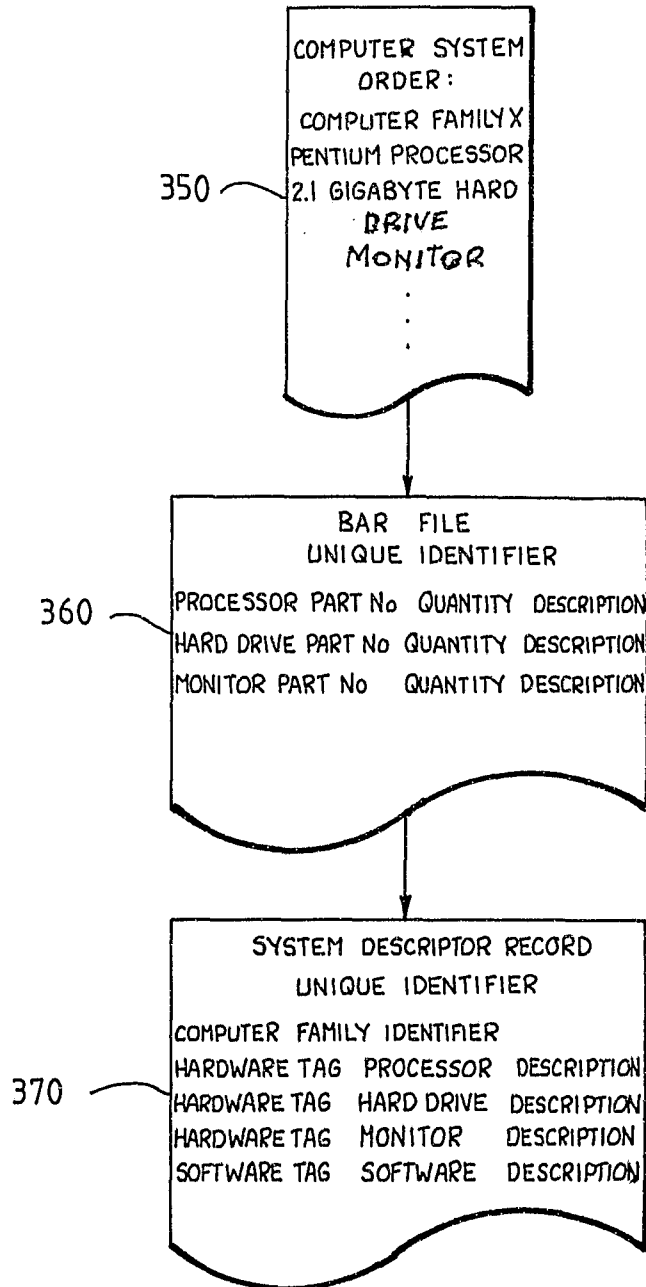 COMPUTER SYSTEM
ORDER:
COMPUTER FAMILY X
PENTIUM PROCESSOR
350
2.1 GIGABYTE HARD
DRIVE
MONITOR
BAR FILE
UNIQUE IDENTIFIER
360
PROCESSOR PART No QUANTITY DESCRIPTION
HARD DRIVE PART No QUANTITY DESCRIPTION
MONITOR PART No QUANTITY DESCRIPTION
SYSTEM DESCRIPTOR RECORD
UNIQUE IDENTIFIER
COMPUTER FAMILY IDENTIFIER
HARDWARE TAG PROCESSOR DESCRIPTION
370
HARDWARE TAG HARD DRIVE DESCRIPTION
HARDWARE TAG MONITOR DESCRIPTION
SOFTWARE TAG SOFTWARE DESCRIPTION